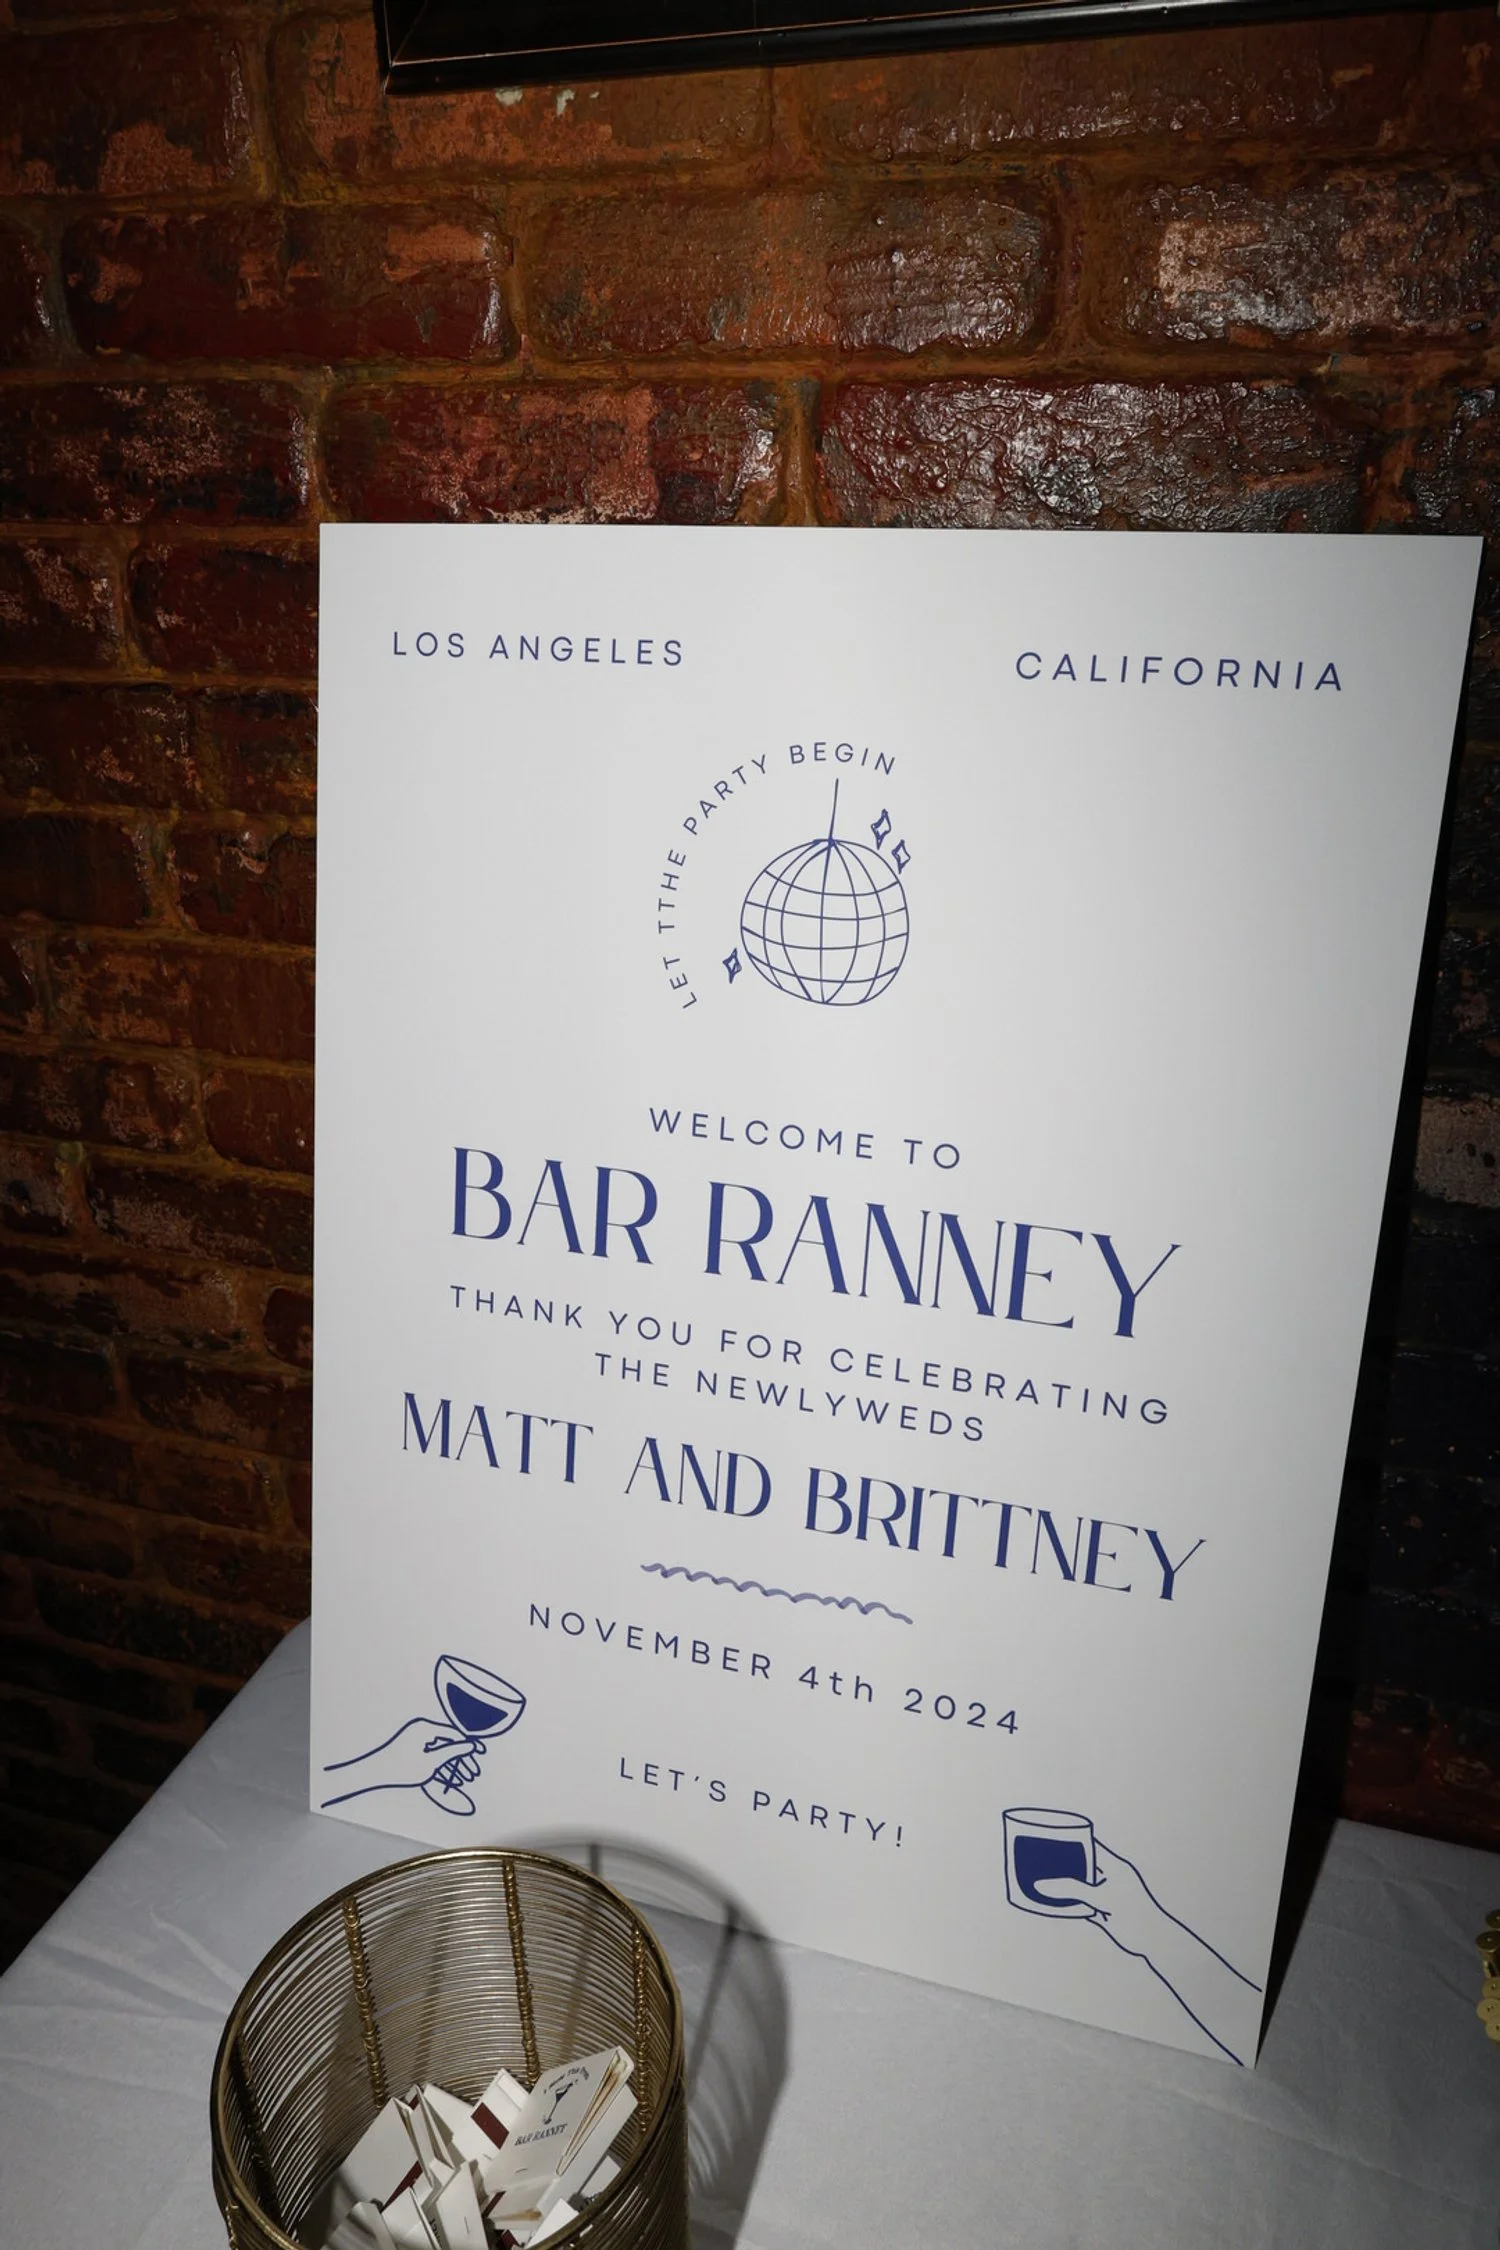 LOS ANGELES
CALIFORNIA
LET TTHE PARTY BEGIN
WELCOME TO
BAR RANNEY
THANK YOU FOR CELEBRATING
THE NEWLYWEDS
MATT AND BRITTNEY
NOVEMBER 4th 2024
LET'S PARTY!
BAR RANNEY